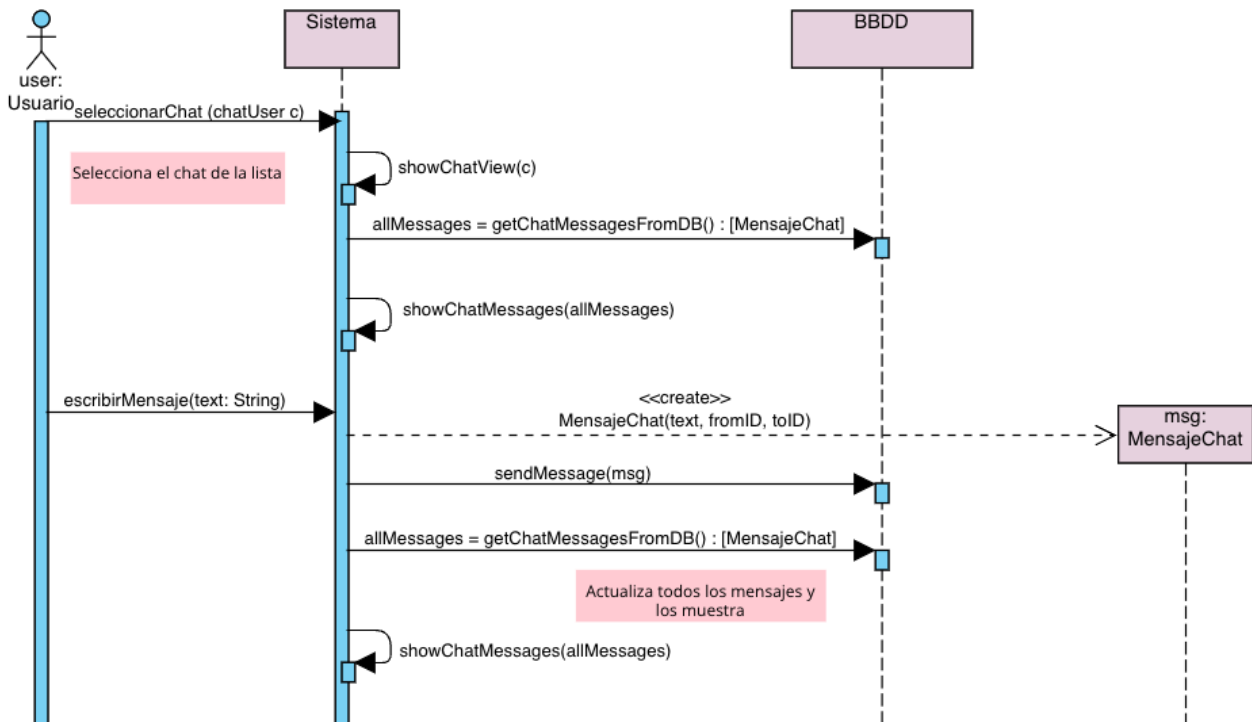 Sistema
BBDD
user:
Usuario
seleccionarChat (chatUser c)
Selecciona el chat de la lista
showChatView(c)
allMessages = getChatMessagesFromDB() : [MensajeChat]
showChatMessages(allMessages)
escribirMensaje(text: String)
<<create>>
MensajeChat(text, fromID, toID)
msg:
MensajeChat
sendMessage(msg)
allMessages = getChatMessagesFromDB() : [MensajeChat]
Actualiza todos los mensajes y
los muestra
showChatMessages(allMessages)